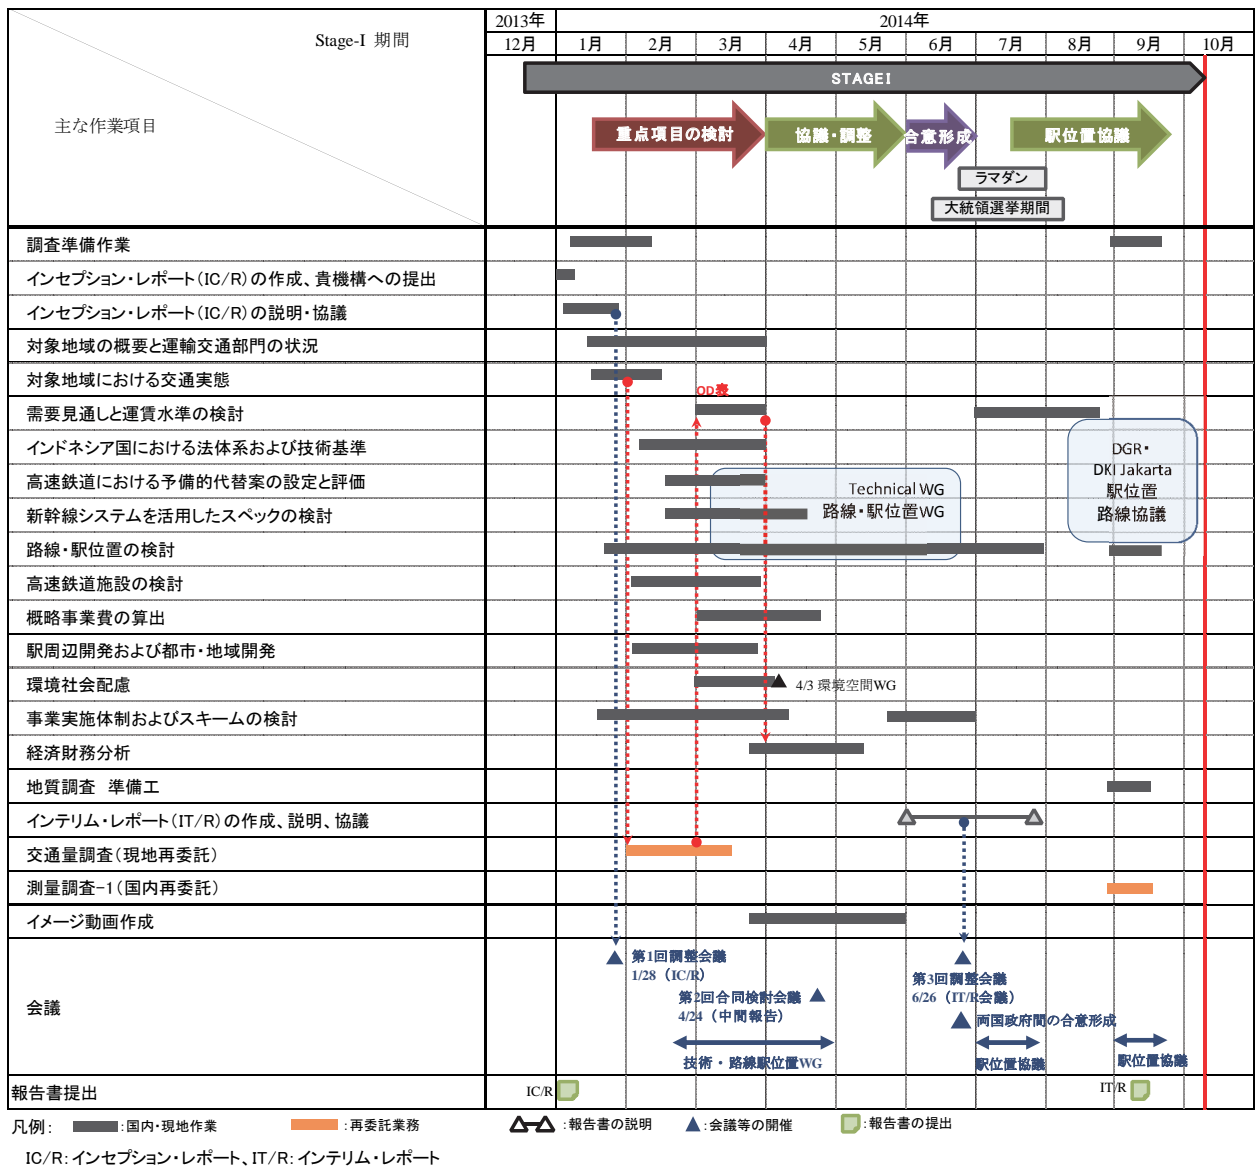 Stage-I 期間
主な作業項目
2013年
2014年
12月
1月
2月
3月
4月
5月
6月
7月
8月
9月
10月
STAGEⅠ
重点項目の検討
協議・調整
合意形成
駅位置協議
ラマダン
大統領選挙期間
調査準備作業
インセプション・レポート（IC/R）の作成、貴機構への提出
インセプション・レポート（IC/R）の説明・協議
対象地域の概要と運輸交通部門の状況
対象地域における交通実態
OD表
需要見通しと運賃水準の検討
インドネシア国における法体系および技術基準
高速鉄道における予備的代替案の設定と評価
新幹線システムを活用したスペックの検討
Technical WG
路線・駅位置WG
DGR・
DKI Jakarta
駅位置
路線協議
路線・駅位置の検討
高速鉄道施設の検討
概略事業費の算出
駅周辺開発および都市・地域開発
環境社会配慮
4/3 環境空間WG
事業実施体制およびスキームの検討
経済財務分析
地質調査　準備工
インテリム・レポート（IT/R）の作成、説明、協議
交通量調査（現地再委託）
測量調査-1（国内再委託）
イメージ動画作成
会議
第1回調整会議
1/28（IC/R）
第2回合同検討会議
4/24（中間報告）
技術・路線駅位置WG
第3回調整会議
6/26（IT/R会議）
両国政府間の合意形成
駅位置協議
駅位置協議
報告書提出
IC/R
IT/R
凡例：
：国内・現地作業
：再委託業務
：報告書の説明
：会議等の開催
：報告書の提出
IC/R：インセプション・レポート、IT/R：インテリム・レポート